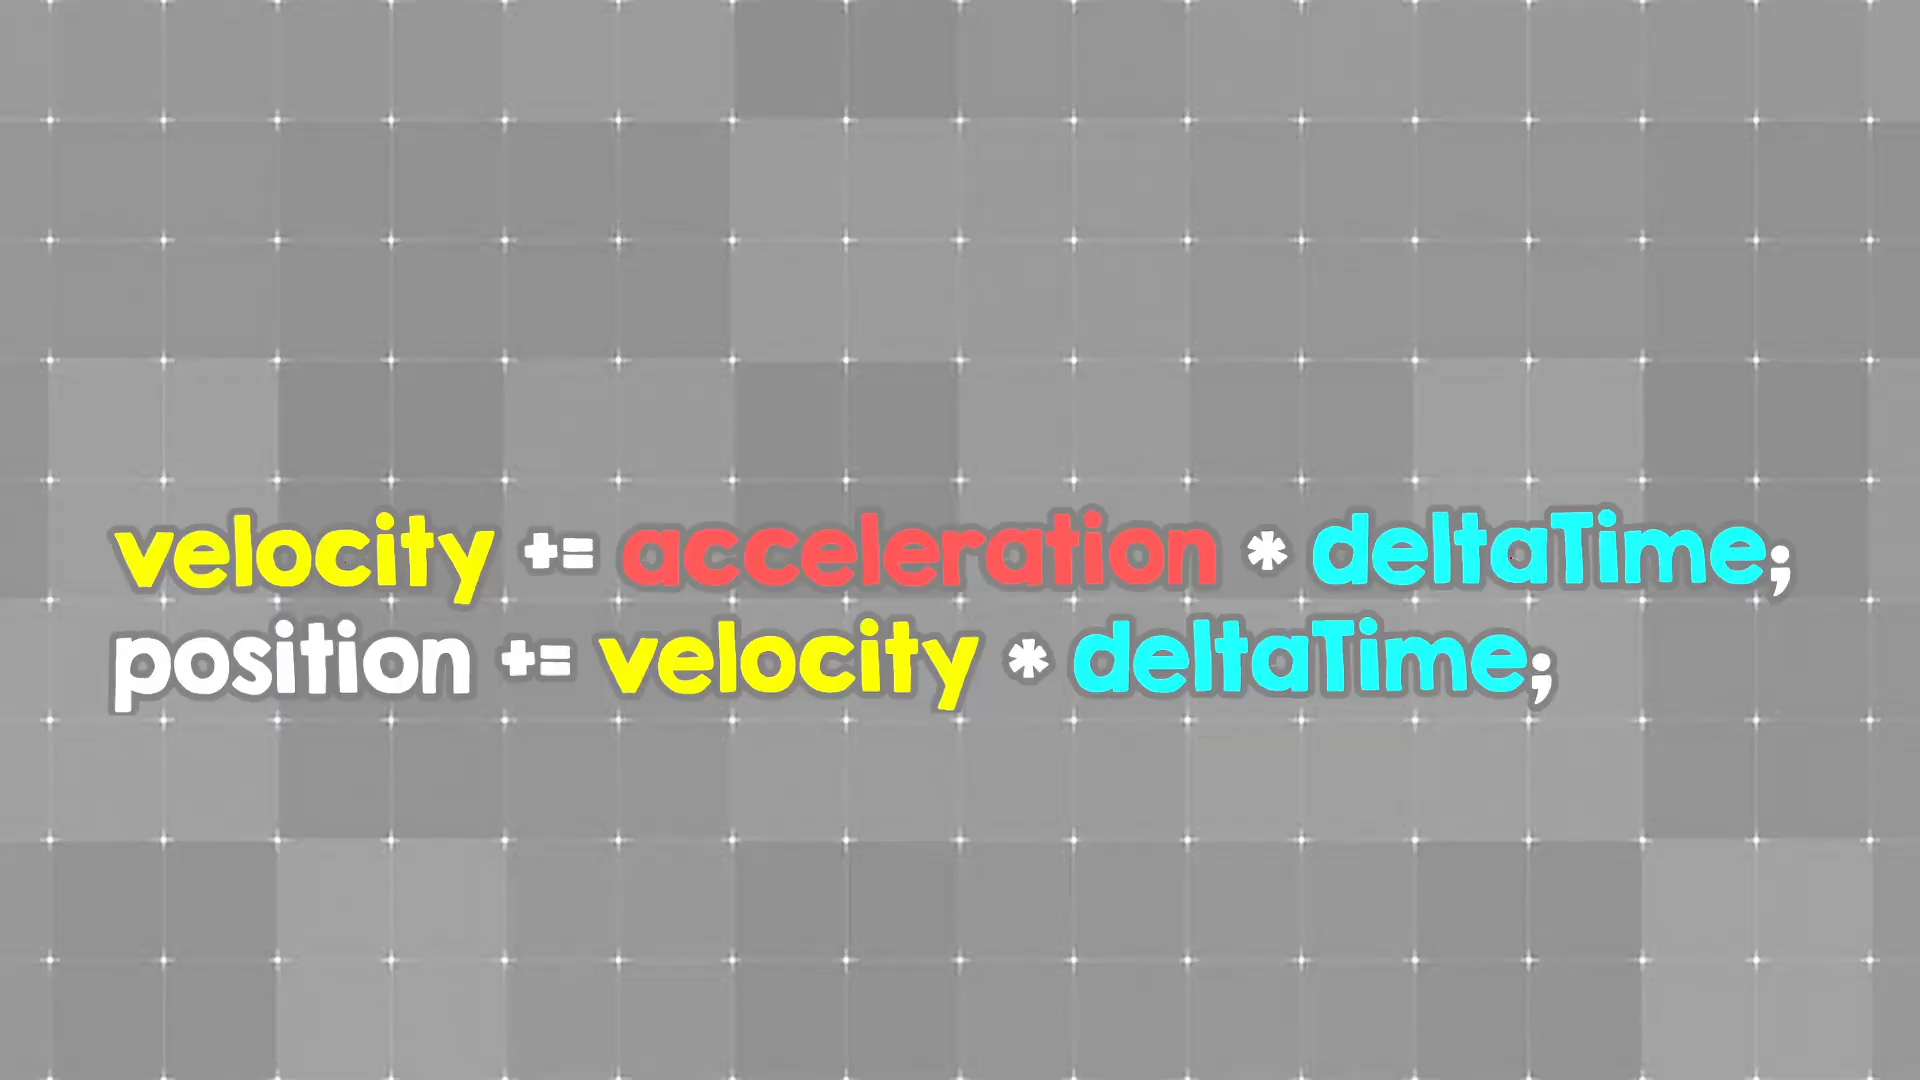 velocity += acceleration * deltaTime;
position += velocity * deltaTime;